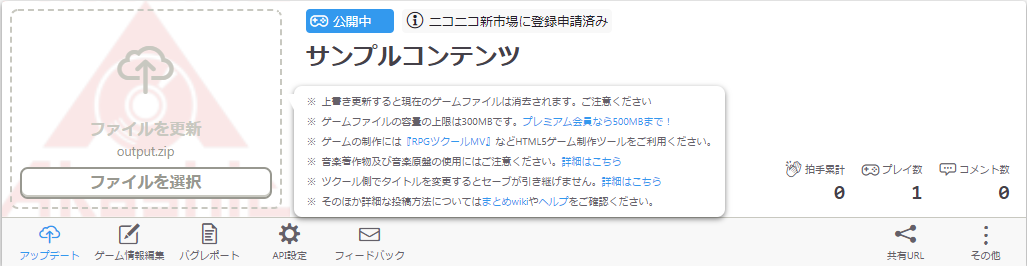 公開中
ニコニコ新市場に登録申請済み
サンプルコンテンツ
ファイルを更新
output.zip
ファイルを選択
※ 上書き更新すると現在のゲームファイルは消去されます。ご注意ください
※ ゲームファイルの容量の上限は300MBです。プレミアム会員なら500MBまで！
※ ゲームの制作には『RPGツクールMV』などHTML5ゲーム制作ツールをご利用ください。
※ 音楽著作物及び音楽原盤の使用にはご注意ください。詳細はこちら
※ ツクール側でタイトルを変更するとセーブが引き継げません。詳細はこちら
※ そのほか詳細な投稿方法についてはまとめwikiやヘルプをご確認ください。
拍手累計 プレイ数 コメント数
0 1 0
アップデート ゲーム情報編集 バグレポート API設定 フィードバック 共有URL その他